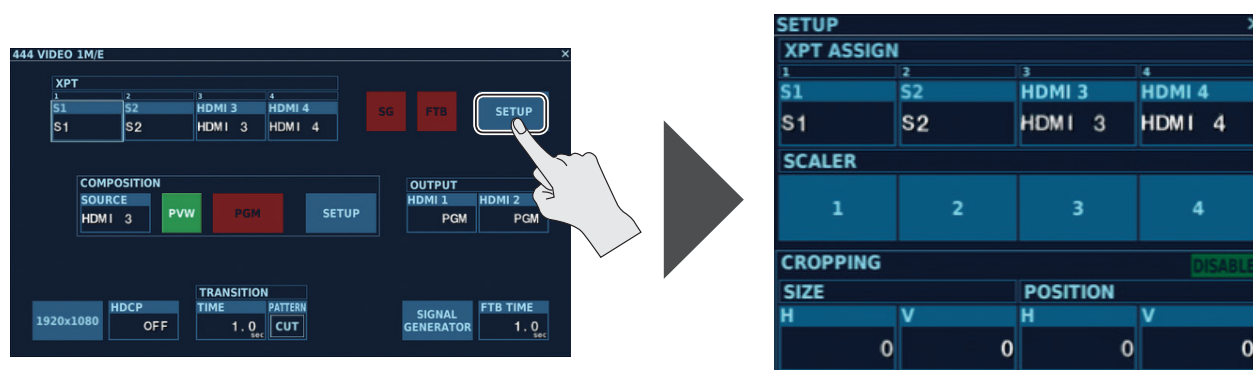 444 VIDEO 1M/E ×
XPT
1 2 3 4
S1 S2 HDMI 3 HDMI 4
S1 S2 HDMI 3 HDMI 4
SG FTB SETUP
COMPOSITION
SOURCE
HDMI 3 PVW PGM SETUP
OUTPUT
HDMI 1 HDMI 2
PGM PGM
1920x1080
HDCP
OFF
TRANSITION
TIME PATTERN
1.0 sec CUT
SIGNAL
GENERATOR
FTB TIME
1.0 sec
SETUP ×
XPT ASSIGN
1 2 3 4
S1 S2 HDMI 3 HDMI 4
S1 S2 HDMI 3 HDMI 4
SCALER
1 2 3 4
CROPPING DISABLE
SIZE POSITION
H V H V
0 0 0 0